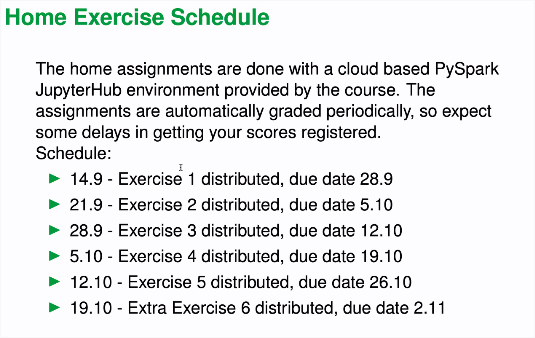 Home Exercise Schedule
The home assignments are done with a cloud based PySpark
JupyterHub environment provided by the course. The
assignments are automatically graded periodically, so expect
some delays in getting your scores registered.
Schedule:
14.9 - Exercise 1 distributed, due date 28.9
21.9 - Exercise 2 distributed, due date 5.10
28.9 - Exercise 3 distributed, due date 12.10
5.10 - Exercise 4 distributed, due date 19.10
12.10 - Exercise 5 distributed, due date 26.10
19.10 - Extra Exercise 6 distributed, due date 2.11